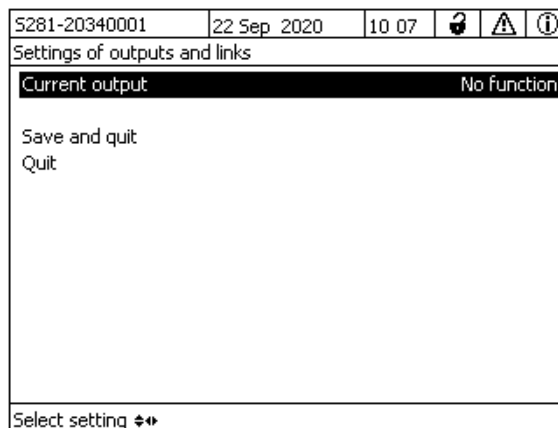 S281-20340001 22 Sep 2020 10 07
Settings of outputs and links
Current output No function
Save and quit
Quit
Select setting